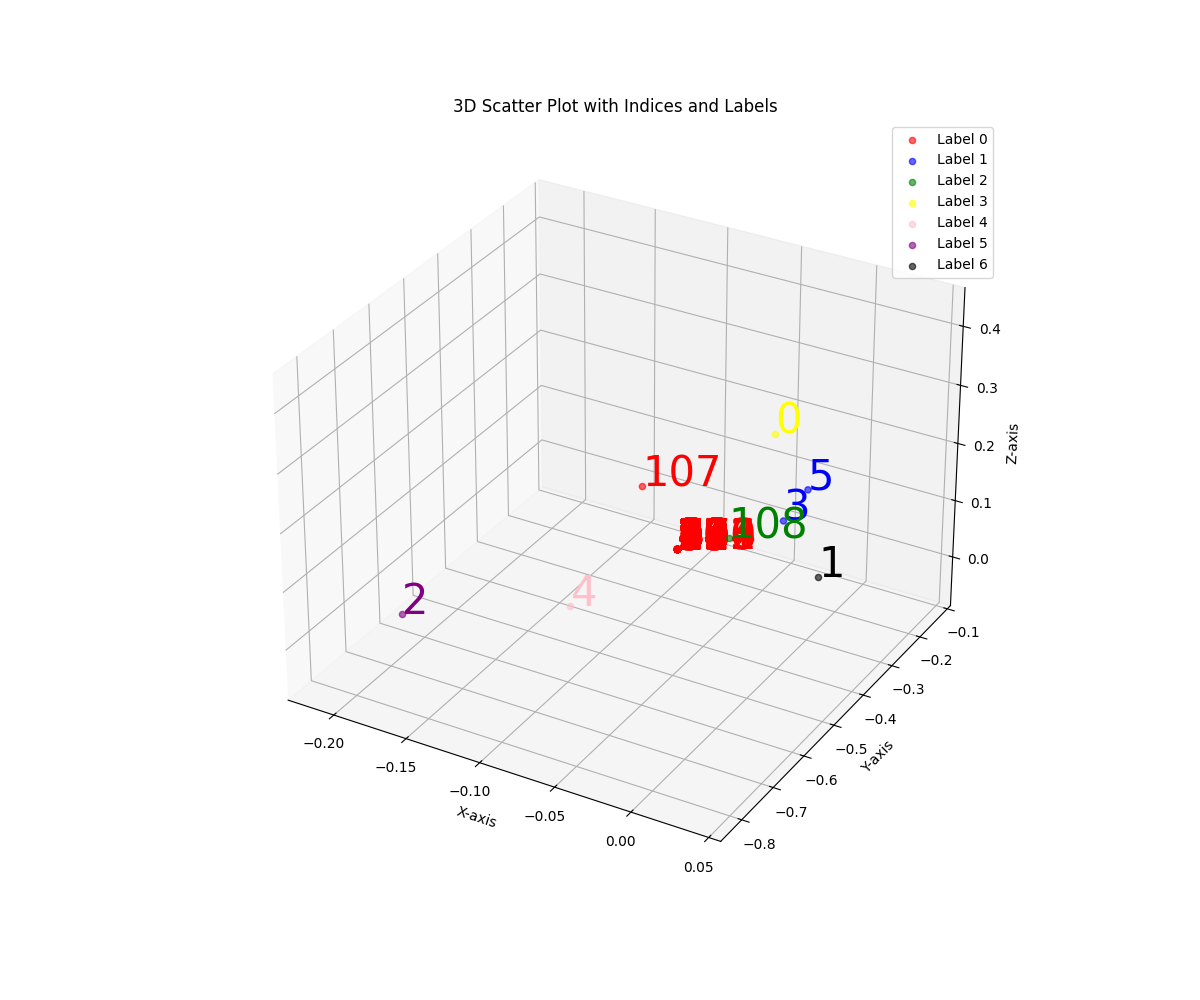 3D Scatter Plot with Indices and Labels
Label 0
Label 1
Label 2
Label 3
Label 4
Label 5
Label 6
0.4
0.3
0.2
0.1
0.0
Z-axis
0
107
5
3
108
1
4
2
−0.1
−0.2
−0.3
−0.4
−0.5
−0.6
−0.7
−0.8
Y-axis
−0.20
−0.15
−0.10
−0.05
0.00
0.05
X-axis